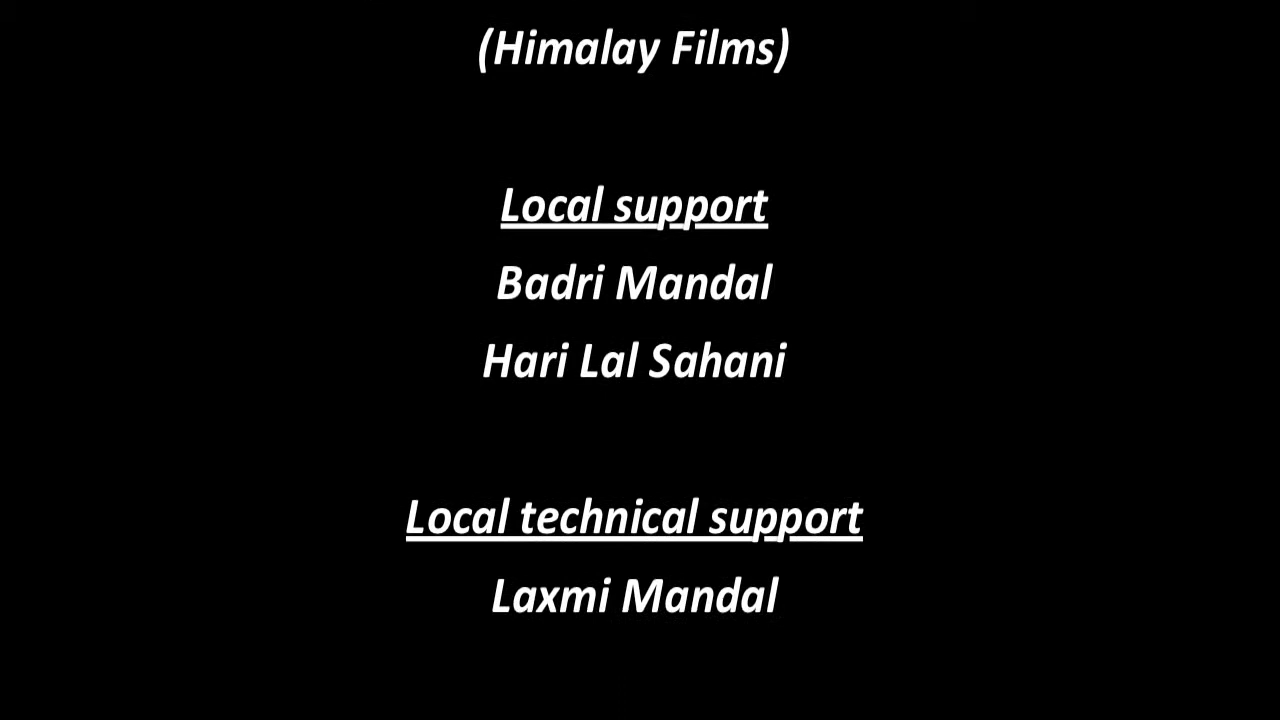 (Himalay Films)
Local support
Badri Mandal
Hari Lal Sahani
Local technical support
Laxmi Mandal